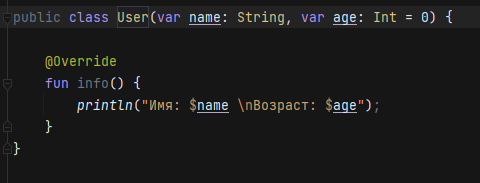 public class User(var name: String, var age: Int = 0) {
@Override
fun info() {
println("Имя: $name \nВозраст: $age");
}
}